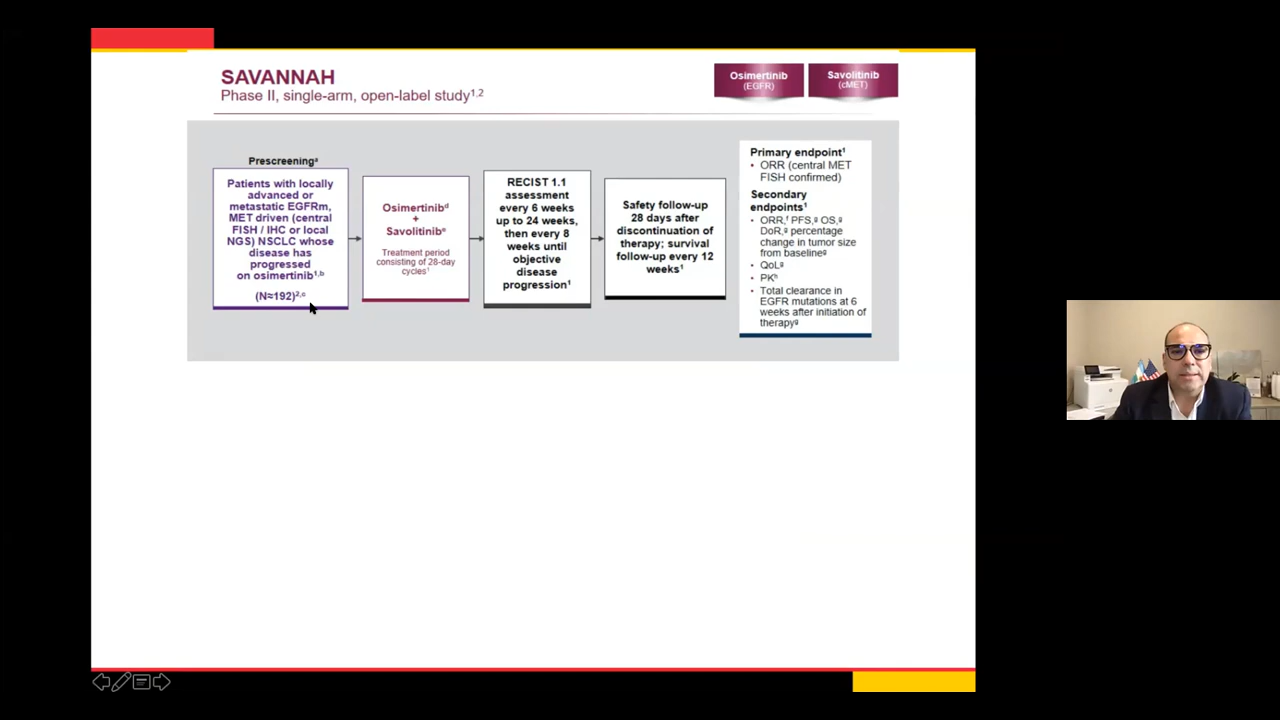 SAVANNAH
Phase II, single-arm, open-label study1,2
Osimertinib
(EGFR)
Savolitinib
(cMET)
Prescreeninga
Patients with locally
advanced or
metastatic EGFRm,
MET driven (central
FISH / IHC or local
NGS) NSCLC whose
disease has
progressed
on osimertinib1,b
(N≈192)2,c
Osimertinibd
+
Savolitinibe
Treatment period
consisting of 28-day
cycles1
RECIST 1.1
assessment
every 6 weeks
up to 24 weeks,
then every 8
weeks until
objective
disease
progression1
Safety follow-up
28 days after
discontinuation of
therapy; survival
follow-up every 12
weeks1
Primary endpoint1
• ORR (central MET
FISH confirmed)
Secondary
endpoints1
• ORR,f PFS,g OS,g
DoR,g percentage
change in tumor size
from baselineg
• QoLg
• PKh
• Total clearance in
EGFR mutations at 6
weeks after initiation of
therapyg